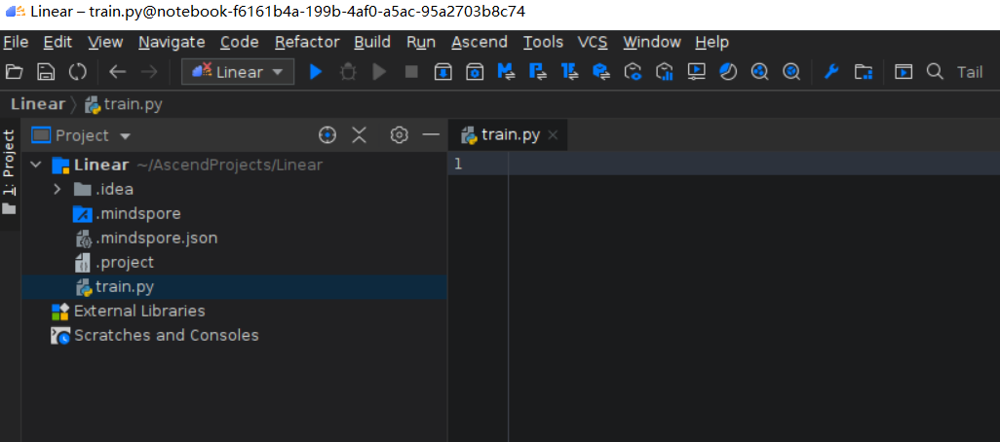 Linear – train.py@notebook-f6161b4a-199b-4af0-a5ac-95a2703b8c74
File Edit View Navigate Code Refactor Build Run Ascend Tools VCS Window Help
Linear Tail
Linear train.py
1: Project
Project
train.py
Linear ~/AscendProjects/Linear
1
.idea
.mindspore
.mindspore.json
.project
train.py
External Libraries
Scratches and Consoles